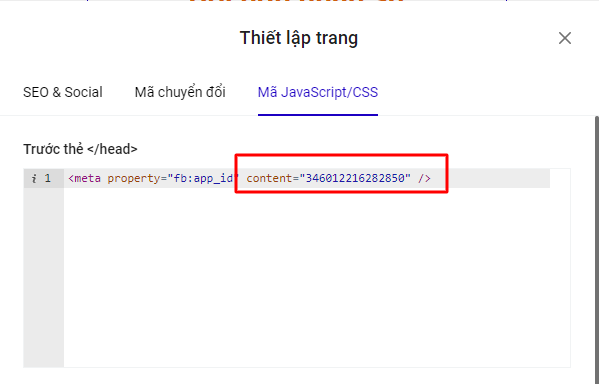 Thiết lập trang
SEO & Social
Mã chuyển đổi
Mã JavaScript/CSS
Trước thẻ </head>
i 1 <meta property="fb:app_id" content="346012216282850" />